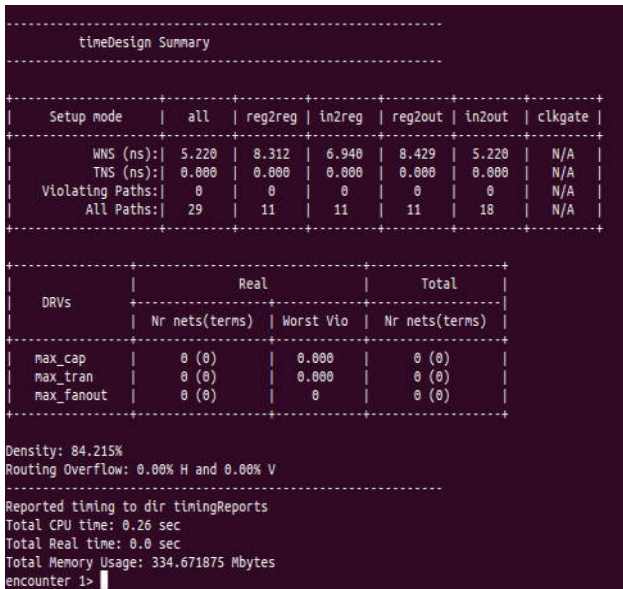 ------------------------------------------------------------
timeDesign Summary
------------------------------------------------------------
+--------------------+---------+---------+---------+---------+---------+---------+
| Setup mode | all | reg2reg | in2reg | reg2out | in2out | clkgate |
+--------------------+---------+---------+---------+---------+---------+---------+
| WNS (ns):| 5.220 | 8.312 | 6.940 | 8.429 | 5.220 | N/A |
| TNS (ns):| 0.000 | 0.000 | 0.000 | 0.000 | 0.000 | N/A |
| Violating Paths:| 0 | 0 | 0 | 0 | 0 | N/A |
| All Paths:| 29 | 11 | 11 | 11 | 18 | N/A |
+--------------------+---------+---------+---------+---------+---------+---------+
+----------------+-------------------------------+------------------+
| | Real | Total |
| DRVs +------------------+------------+------------------|
| | Nr nets(terms) | Worst Vio | Nr nets(terms) |
+----------------+------------------+------------+------------------+
| max_cap | 0 (0) | 0.000 | 0 (0) |
| max_tran | 0 (0) | 0.000 | 0 (0) |
| max_fanout | 0 (0) | 0 | 0 (0) |
+----------------+------------------+------------+------------------+
Density: 84.215%
Routing Overflow: 0.00% H and 0.00% V
------------------------------------------------------------
Reported timing to dir timingReports
Total CPU time: 0.26 sec
Total Real time: 0.0 sec
Total Memory Usage: 334.671875 Mbytes
encounter 1>